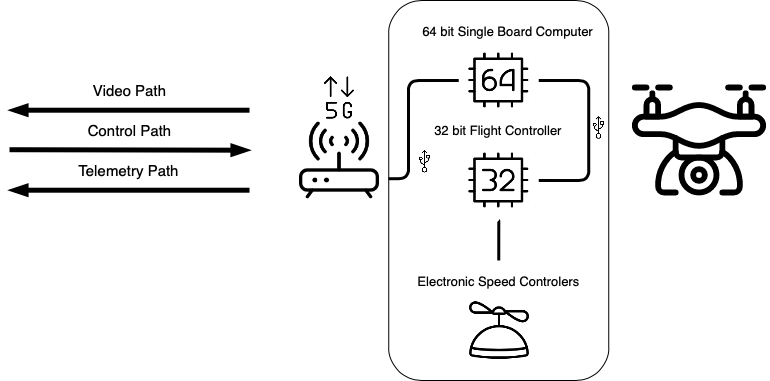 64 bit Single Board Computer
64
Video Path
5G
Control Path
32 bit Flight Controller
Telemetry Path
32
Electronic Speed Controlers